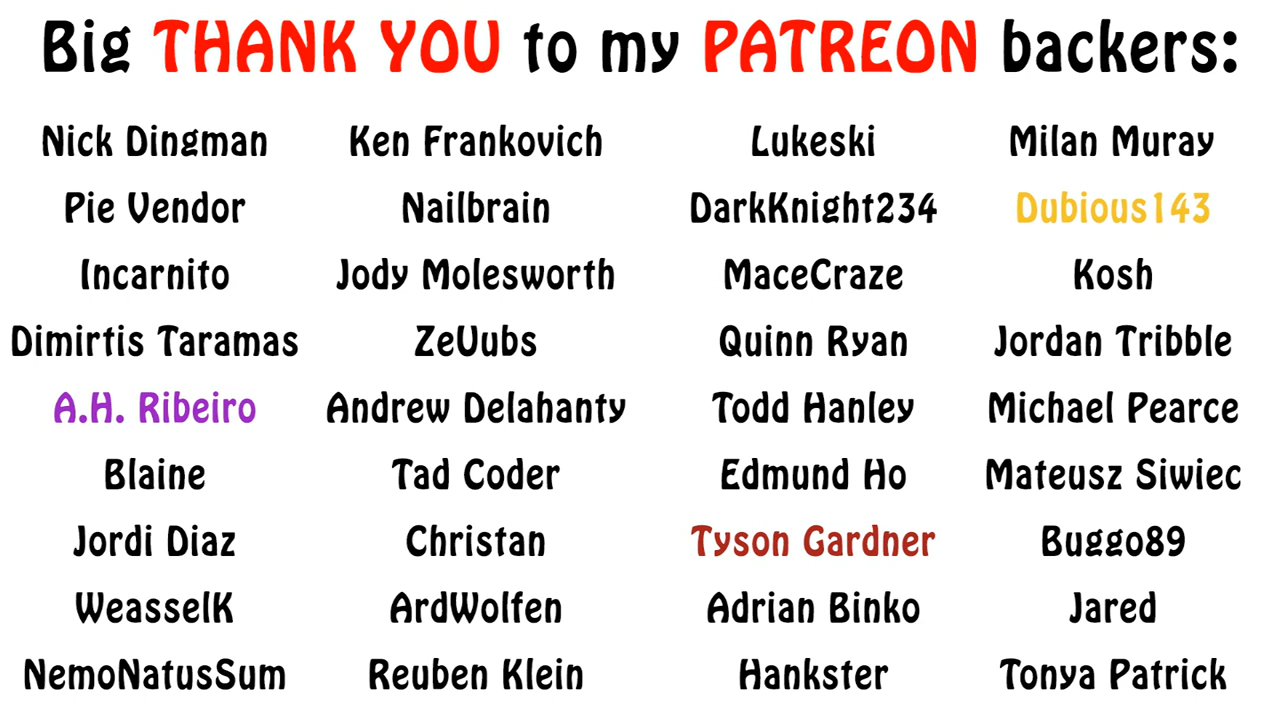 Big THANK YOU to my PATREON backers:
Nick Dingman Ken Frankovich Lukeski Milan Muray
Pie Vendor Nailbrain DarkKnight234 Dubious143
Incarnito Jody Molesworth MaceCraze Kosh
Dimirtis Taramas ZeVubs Quinn Ryan Jordan Tribble
A.H. Ribeiro Andrew Delahanty Todd Hanley Michael Pearce
Blaine Tad Coder Edmund Ho Mateusz Siwiec
Jordi Diaz Christan Tyson Gardner Buggo89
WeasselK ArdWolfen Adrian Binko Jared
NemoNatusSum Reuben Klein Hankster Tonya Patrick